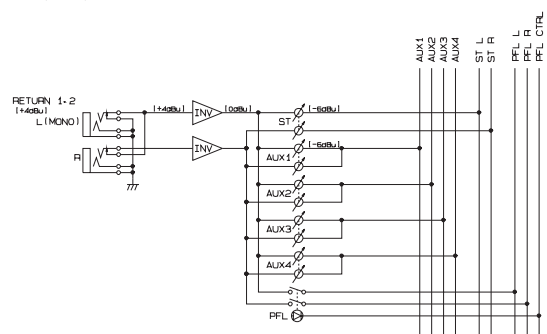 AUX1
AUX2
AUX3
AUX4
ST L
ST R
PFL L
PFL R
PFL CTRL
RETURN 1·2
[+4dBu]
L(MONO)
R
[+4dBu]
INV
[0dBu]
[-6dBu]
ST
INV
[-6dBu]
AUX1
AUX2
AUX3
AUX4
PFL